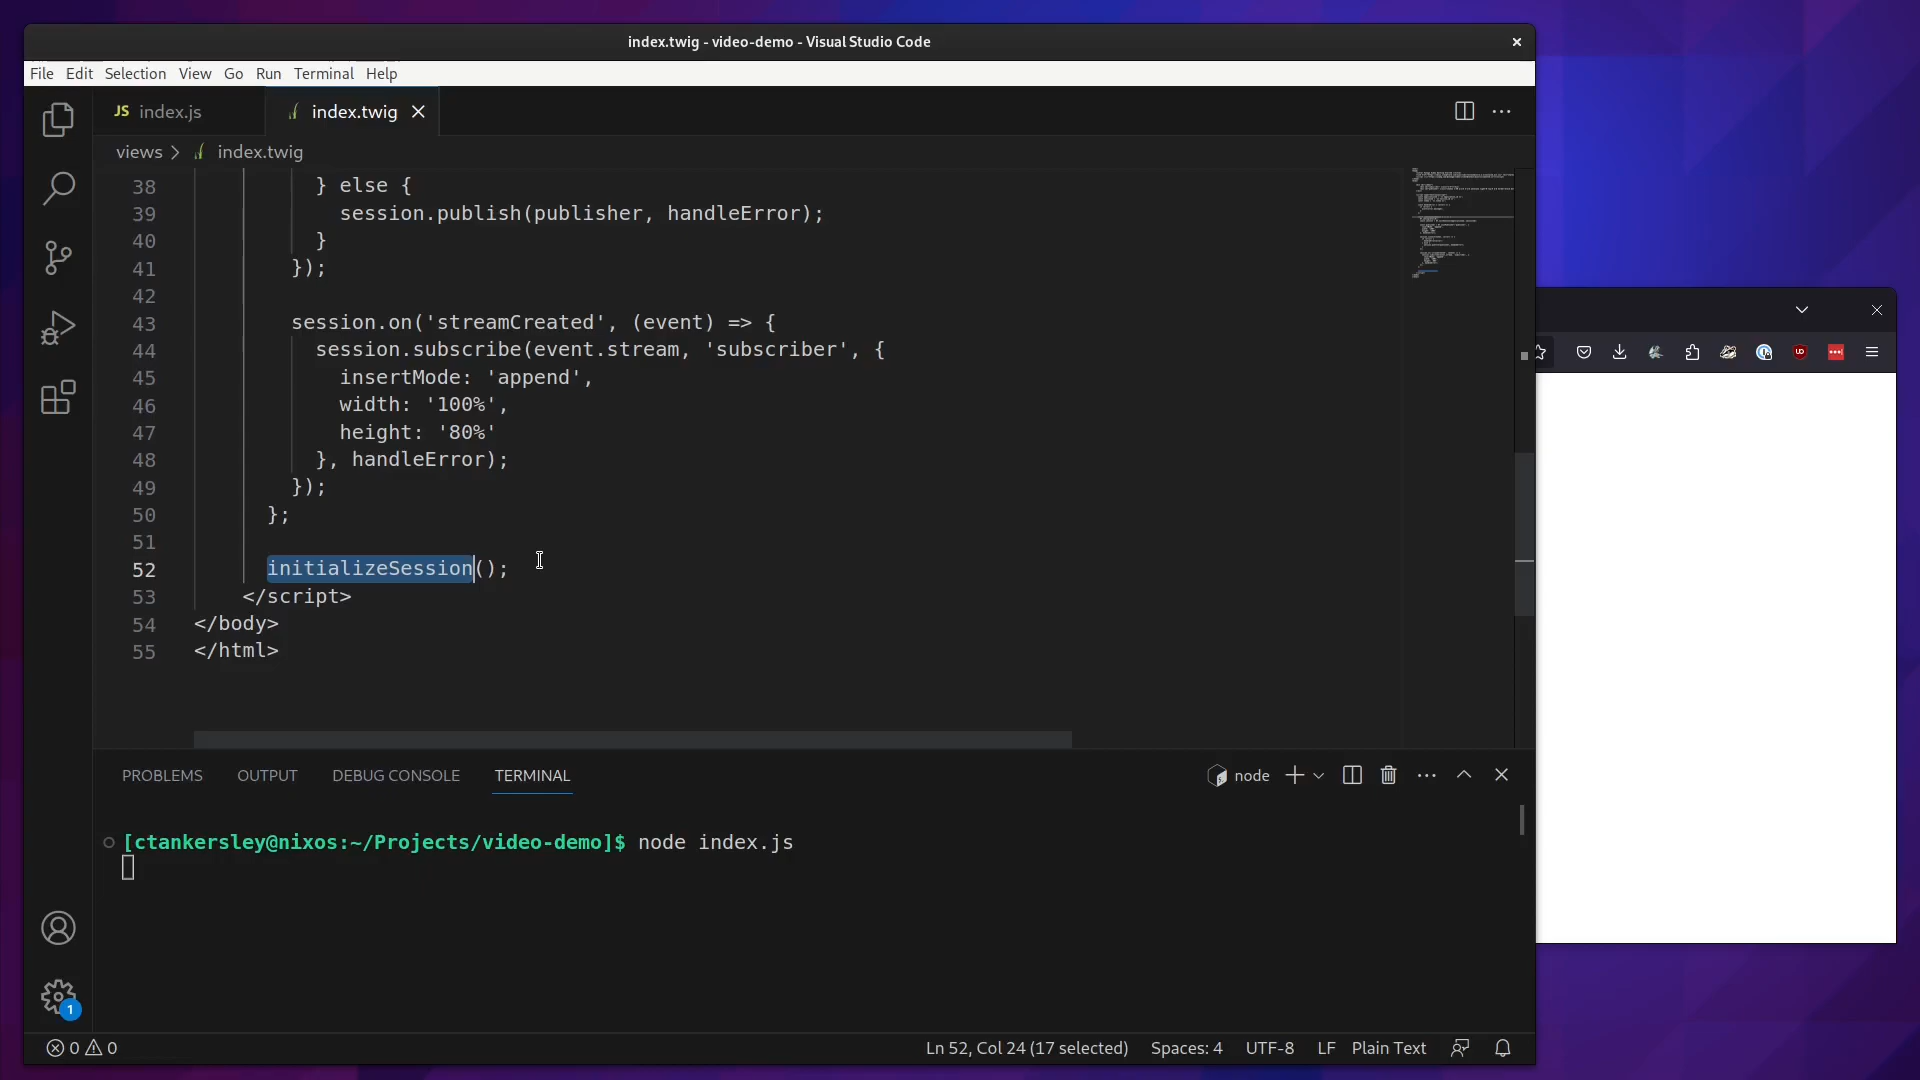 index.twig - video-demo - Visual Studio Code
File Edit Selection View Go Run Terminal Help
JS index.js index.twig
views > index.twig
38 } else {
39 session.publish(publisher, handleError);
40 }
41 });
42
43 session.on('streamCreated', (event) => {
44 session.subscribe(event.stream, 'subscriber', {
45 insertMode: 'append',
46 width: '100%',
47 height: '80%'
48 }, handleError);
49 });
50 };
51
52 initializeSession();
53 </script>
54 </body>
55 </html>
PROBLEMS OUTPUT DEBUG CONSOLE TERMINAL
node
[ctankersley@nixos:~/Projects/video-demo]$ node index.js
1
0 0
Ln 52, Col 24 (17 selected) Spaces: 4 UTF-8 LF Plain Text